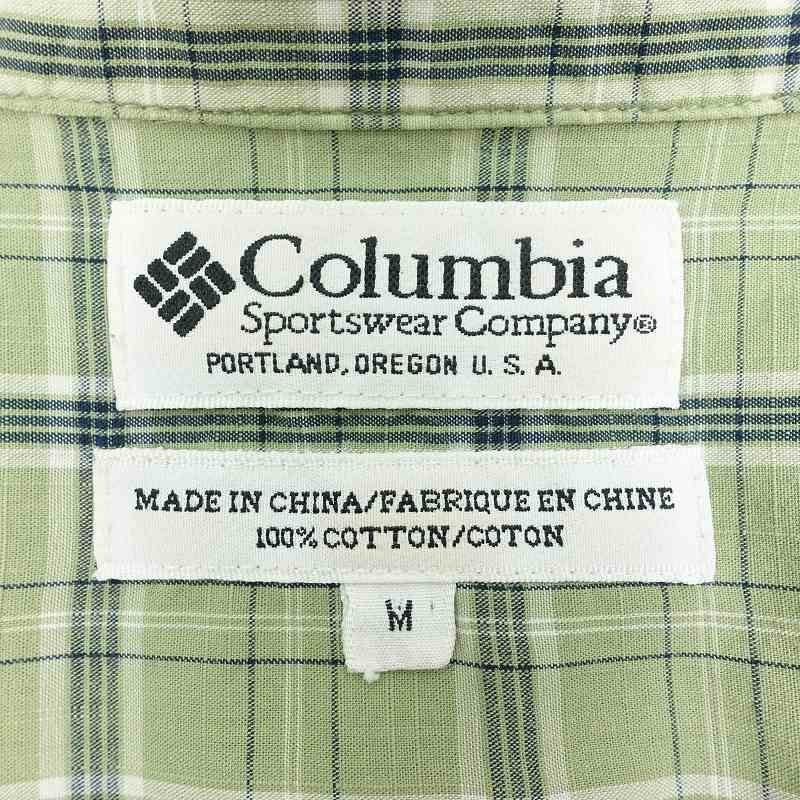 Columbia
Sportswear Company®
PORTLAND, OREGON U. S. A.
MADE IN CHINA/FABRIQUE EN CHINE
100% COTTON/COTON
M